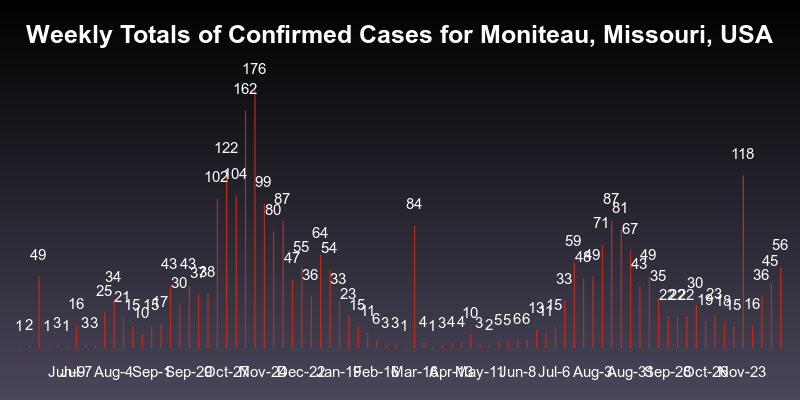 Weekly Totals of Confirmed Cases for Moniteau, Missouri, USA
1 2 49 1 3 1 16 3 3 25 34 21 15 10 15 17 43 30 43 37 38 102 122 104 162 176 99 80 87 47 55 36 64 54 33 23 15 11 6 3 3 1 84 4 1 3 4 4 10 3 2 5 5 6 6 13 11 15 33 59 48 49 71 87 81 67 43 49 35 22 22 22 30 19 23 18 15 118 16 36 45 56
Jun-9 Jul-7 Aug-4 Sep-1 Sep-29 Oct-27 Nov-24 Dec-22 Jan-19 Feb-16 Mar-16 Apr-13 May-11 Jun-8 Jul-6 Aug-3 Aug-31 Sep-28 Oct-26 Nov-23